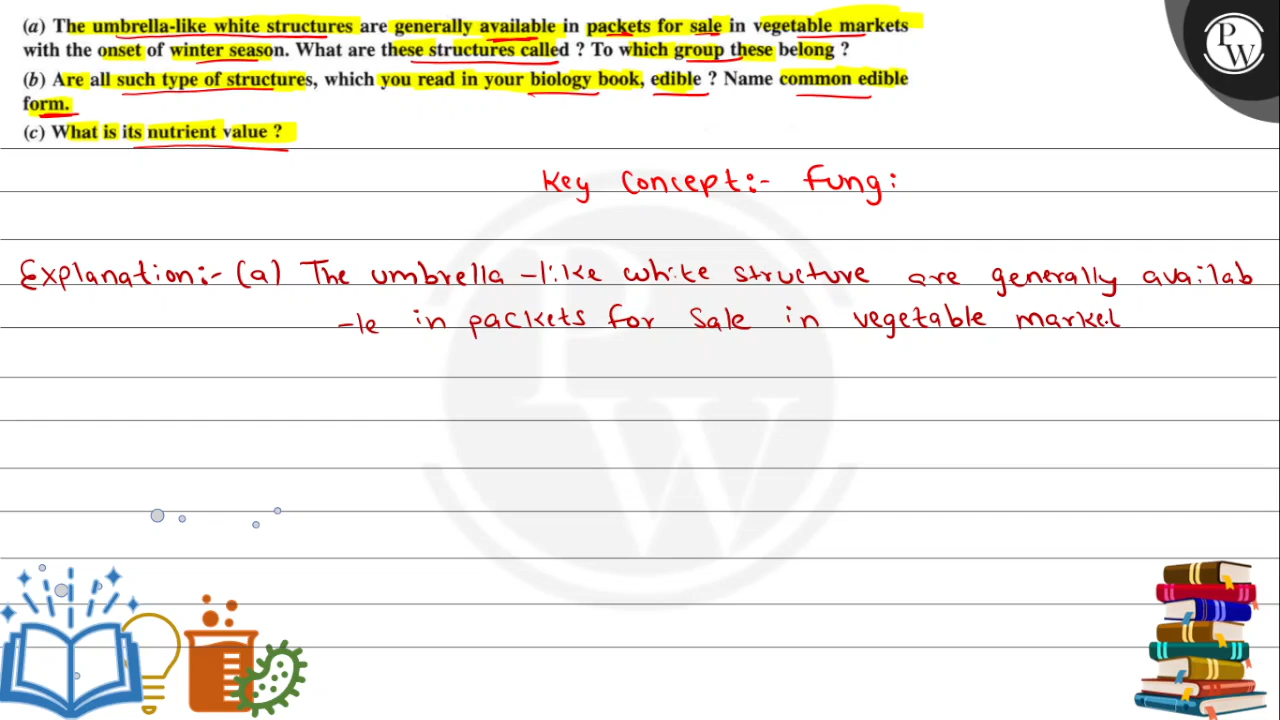 (a) The umbrella-like white structures are generally available in packets for sale in vegetable markets
with the onset of winter season. What are these structures called ? To which group these belong ?
(b) Are all such type of structures, which you read in your biology book, edible ? Name common edible
form.
(c) What is its nutrient value ?
PW
Key Concept:- Fungi
Explanation:- (a) The umbrella -like white structure are generally availab
-le in packets for sale in vegetable market
PW